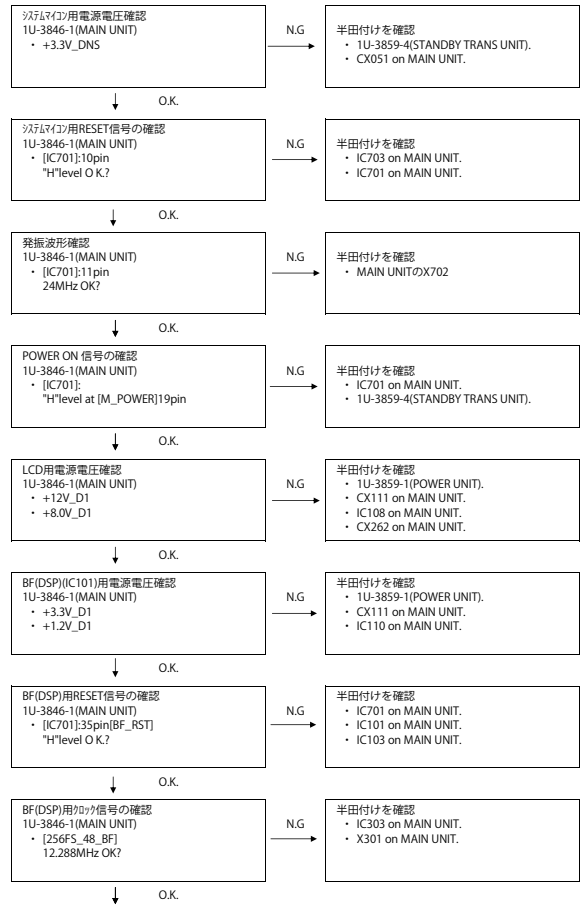 ｼｽﾃﾑﾏｲｺﾝ用電源電圧確認
1U-3846-1(MAIN UNIT)
・ +3.3V_DNS
N.G
半田付けを確認
・ 1U-3859-4(STANDBY TRANS UNIT).
・ CX051 on MAIN UNIT.
O.K.
ｼｽﾃﾑﾏｲｺﾝ用RESET信号の確認
1U-3846-1(MAIN UNIT)
・ [IC701]:10pin
"H"level O K.?
N.G
半田付けを確認
・ IC703 on MAIN UNIT.
・ IC701 on MAIN UNIT.
O.K.
発振波形確認
1U-3846-1(MAIN UNIT)
・ [IC701]:11pin
24MHz OK?
N.G
半田付けを確認
・ MAIN UNITのX702
O.K.
POWER ON 信号の確認
1U-3846-1(MAIN UNIT)
・ [IC701]:
"H"level at [M_POWER]19pin
N.G
半田付けを確認
・ IC701 on MAIN UNIT.
・ 1U-3859-4(STANDBY TRANS UNIT).
O.K.
LCD用電源電圧確認
1U-3846-1(MAIN UNIT)
・ +12V_D1
・ +8.0V_D1
N.G
半田付けを確認
・ 1U-3859-1(POWER UNIT).
・ CX111 on MAIN UNIT.
・ IC108 on MAIN UNIT.
・ CX262 on MAIN UNIT.
O.K.
BF(DSP)(IC101)用電源電圧確認
1U-3846-1(MAIN UNIT)
・ +3.3V_D1
・ +1.2V_D1
N.G
半田付けを確認
・ 1U-3859-1(POWER UNIT).
・ CX111 on MAIN UNIT.
・ IC110 on MAIN UNIT.
O.K.
BF(DSP)用RESET信号の確認
1U-3846-1(MAIN UNIT)
・ [IC701]:35pin[BF_RST]
"H"level O K.?
N.G
半田付けを確認
・ IC701 on MAIN UNIT.
・ IC101 on MAIN UNIT.
・ IC103 on MAIN UNIT.
O.K.
BF(DSP)用ｸﾛｯｸ信号の確認
1U-3846-1(MAIN UNIT)
・ [256FS_48_BF]
12.288MHz OK?
N.G
半田付けを確認
・ IC303 on MAIN UNIT.
・ X301 on MAIN UNIT.
O.K.